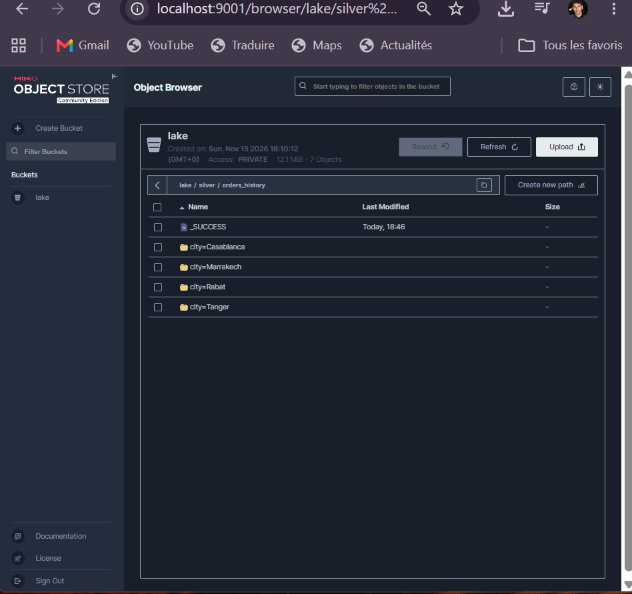 localhost:9001/browser/lake/silver%2...
Gmail YouTube Traduire Maps Actualités Tous les favoris
MINIO
OBJECT STORE
Community Edition
Create Bucket
Filter Buckets
Buckets
lake
Documentation
License
Sign Out
Object Browser
Start typing to filter objects in the bucket
lake
Created on: Sun, Nov 15 2026 18:10:12
(GMT+0) Access: PRIVATE 12.1 MiB - 7 Objects
Rewind Refresh Upload
lake / silver / orders_history Create new path
Name Last Modified Size
_SUCCESS Today, 18:46 -
city=Casablanca -
city=Marrakech -
city=Rabat -
city=Tanger -